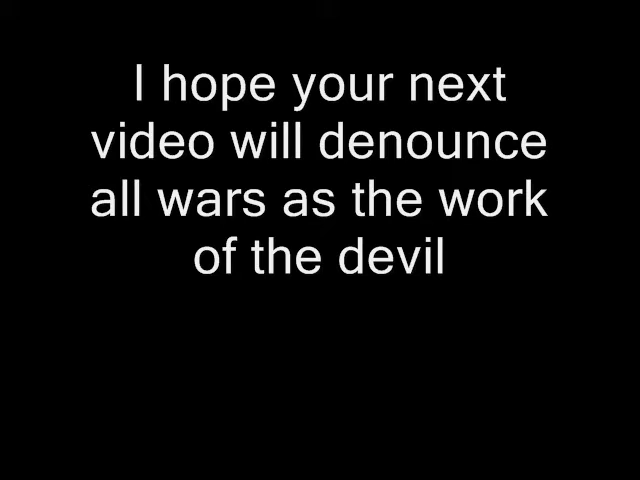 I hope your next
video will denounce
all wars as the work
of the devil